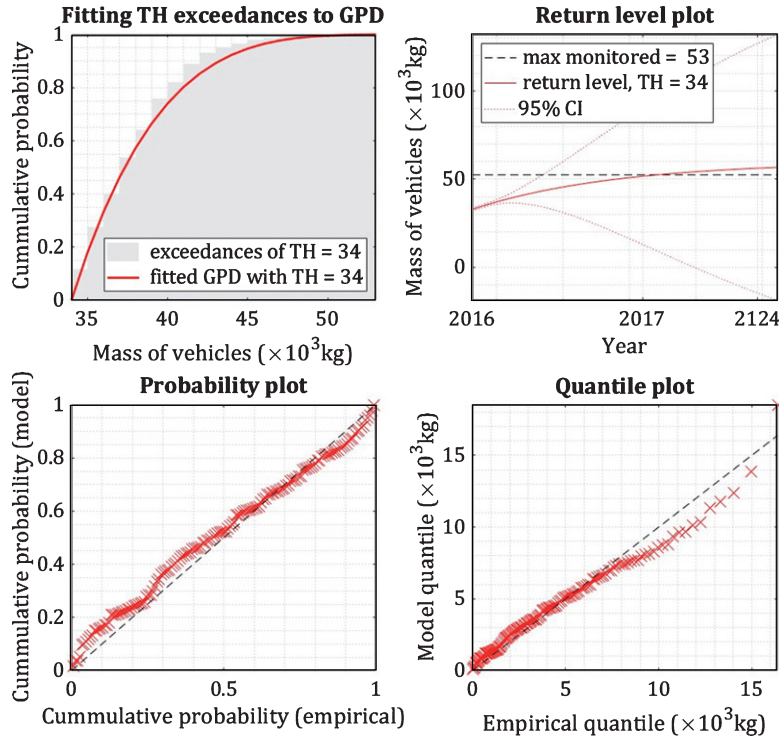 Fitting TH exceedances to GPD
Cummulative probability
1
0.8
0.6
0.4
0.2
0
exceedances of TH = 34
fitted GPD with TH = 34
35
40
45
50
Mass of vehicles (×10³kg)
Return level plot
Mass of vehicles (×10³kg)
100
50
0
max monitored = 53
return level, TH = 34
95% CI
2016
2017
2124
Year
Probability plot
Cummulative probability (model)
1
0.8
0.6
0.4
0.2
0
0
0.5
1
Cummulative probability (empirical)
Quantile plot
Model quantile (×10³kg)
15
10
5
0
0
5
10
15
Empirical quantile (×10³kg)